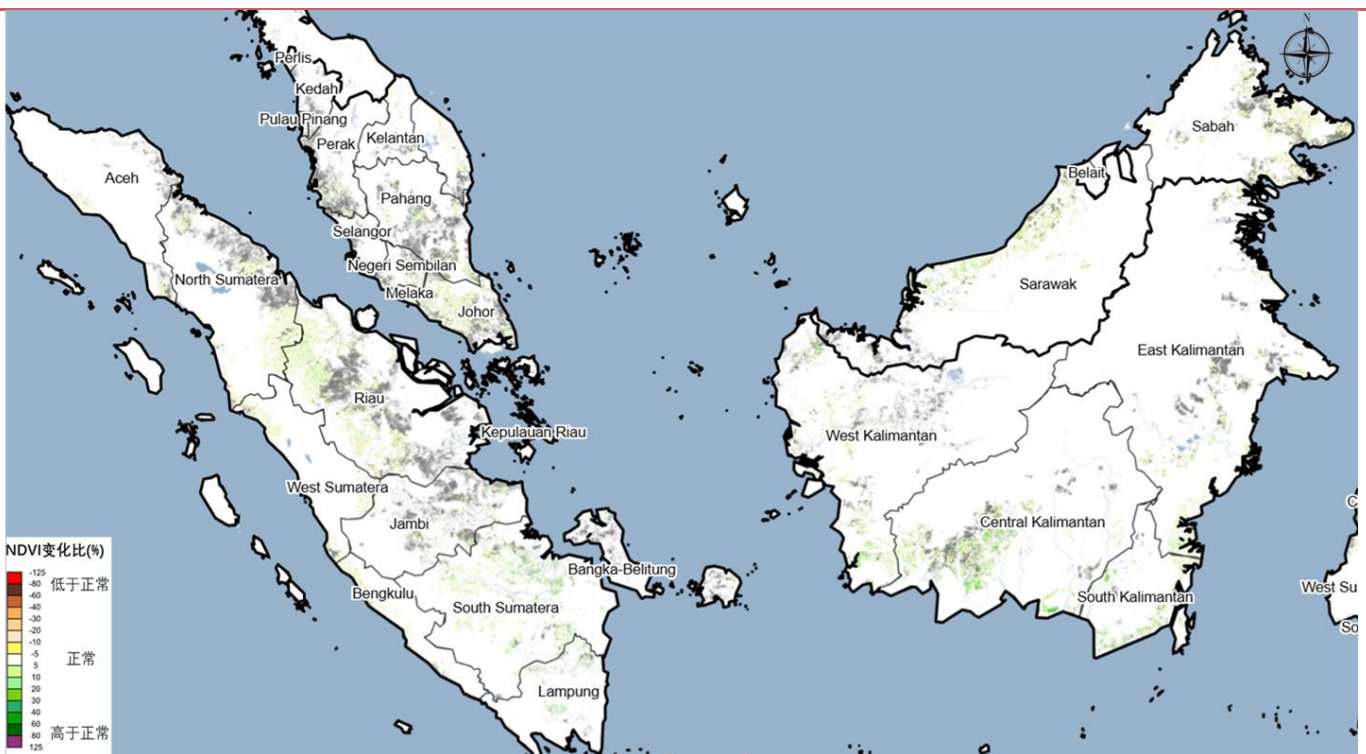 N
Perlis
Kedah
Pulau Pinang
Perak
Kelantan
Sabah
Aceh
Belait
Pahang
Selangor
Negeri Sembilan
North Sumatera
Melaka
Sarawak
Johor
East Kalimantan
Riau
Kepulauan Riau
West Kalimantan
West Sumatera
Jambi
Central Kalimantan
Bangka-Belitung
Bengkulu
South Sumatera
South Kalimantan
West Su
So
Lampung
NDVI变化比(%)
-125
-80
-60
-40
-30
-20
-10
-5
5
10
20
30
40
60
80
125
低于正常
正常
高于正常